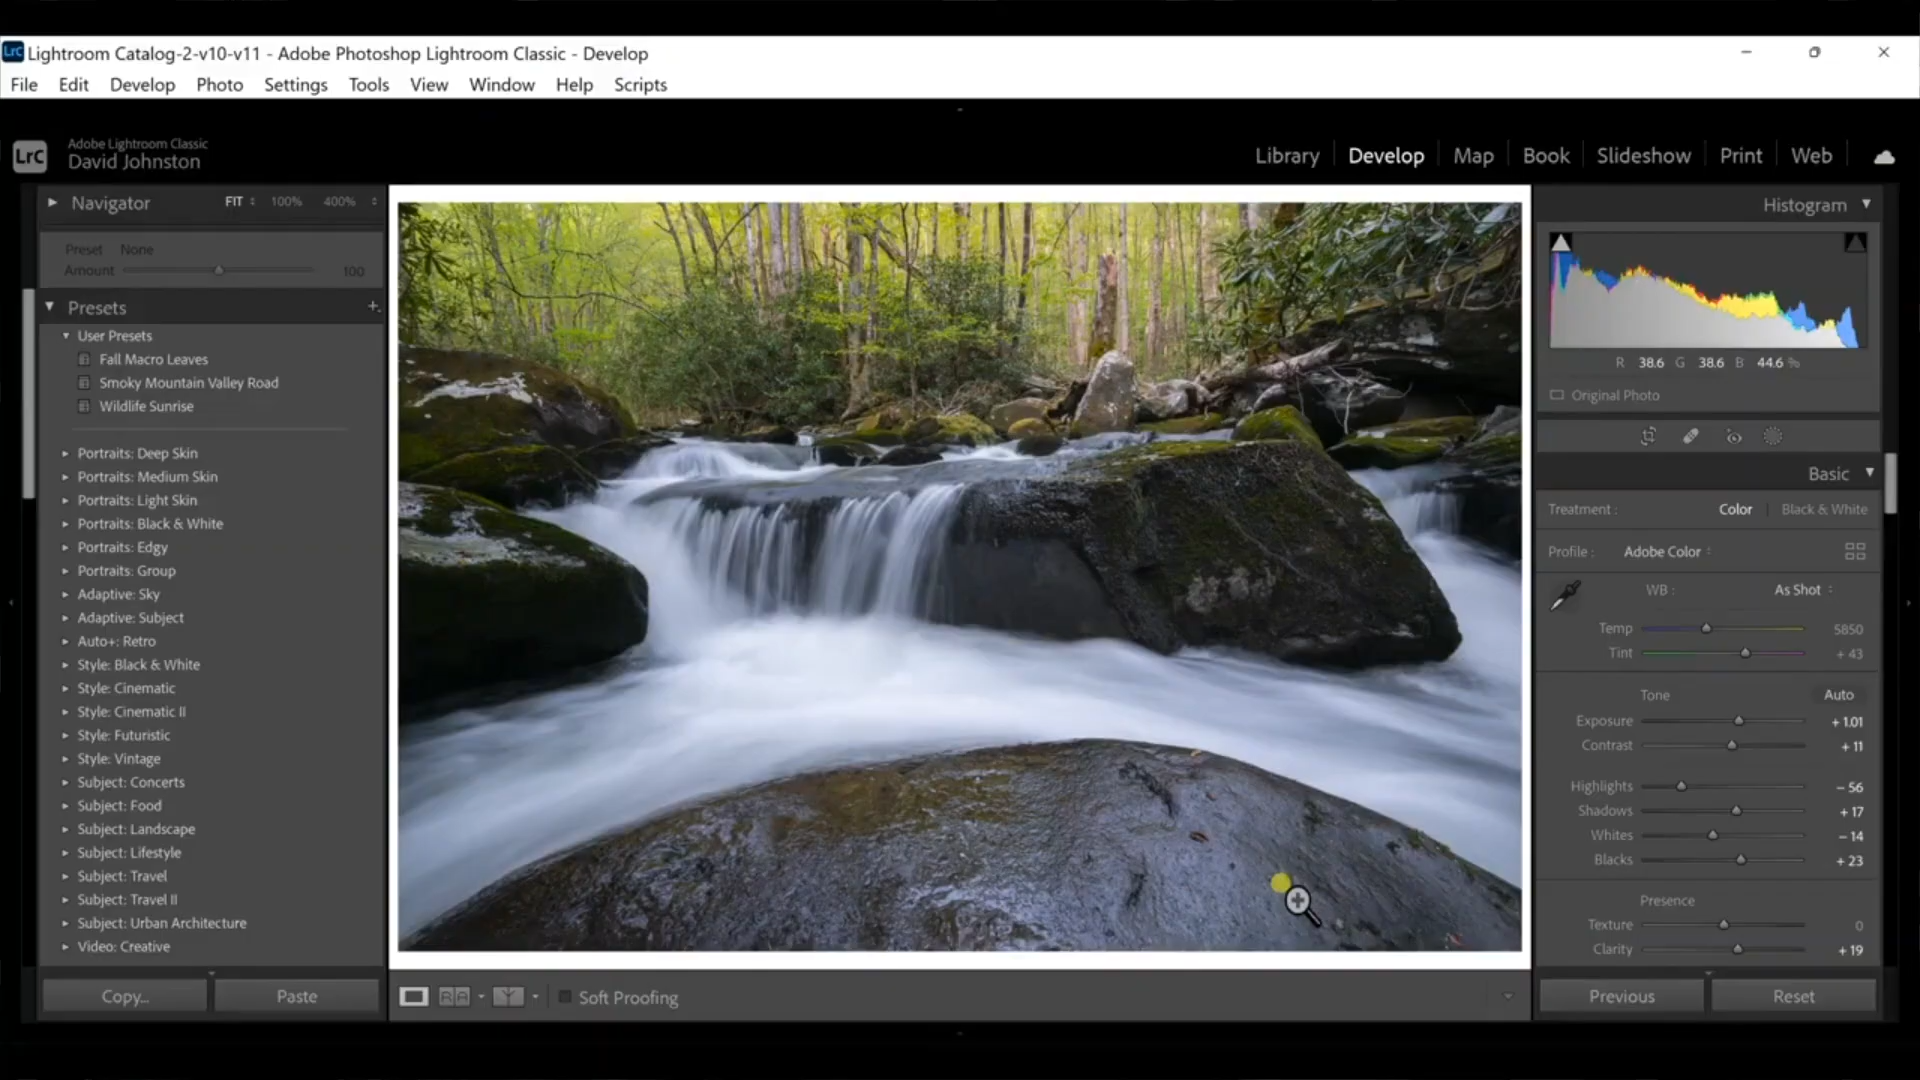 LrC Lightroom Catalog-2-v10-v11 - Adobe Photoshop Lightroom Classic - Develop
File Edit Develop Photo Settings Tools View Window Help Scripts
LrC Adobe Lightroom Classic
David Johnston
Library Develop Map Book Slideshow Print Web
Navigator FIT 100% 400%
Preset None
Amount 100
Presets +
User Presets
Fall Macro Leaves
Smoky Mountain Valley Road
Wildlife Sunrise
Portraits: Deep Skin
Portraits: Medium Skin
Portraits: Light Skin
Portraits: Black & White
Portraits: Edgy
Portraits: Group
Adaptive: Sky
Adaptive: Subject
Auto+: Retro
Style: Black & White
Style: Cinematic
Style: Cinematic II
Style: Futuristic
Style: Vintage
Subject: Concerts
Subject: Food
Subject: Landscape
Subject: Lifestyle
Subject: Travel
Subject: Travel II
Subject: Urban Architecture
Video: Creative
Copy... Paste
Soft Proofing
Histogram
R 38.6 G 38.6 B 44.6 %
Original Photo
Basic
Treatment : Color Black & White
Profile : Adobe Color
WB : As Shot
Temp 5850
Tint + 43
Tone Auto
Exposure + 1.01
Contrast + 11
Highlights – 56
Shadows + 17
Whites – 14
Blacks + 23
Presence
Texture 0
Clarity + 19
Previous Reset